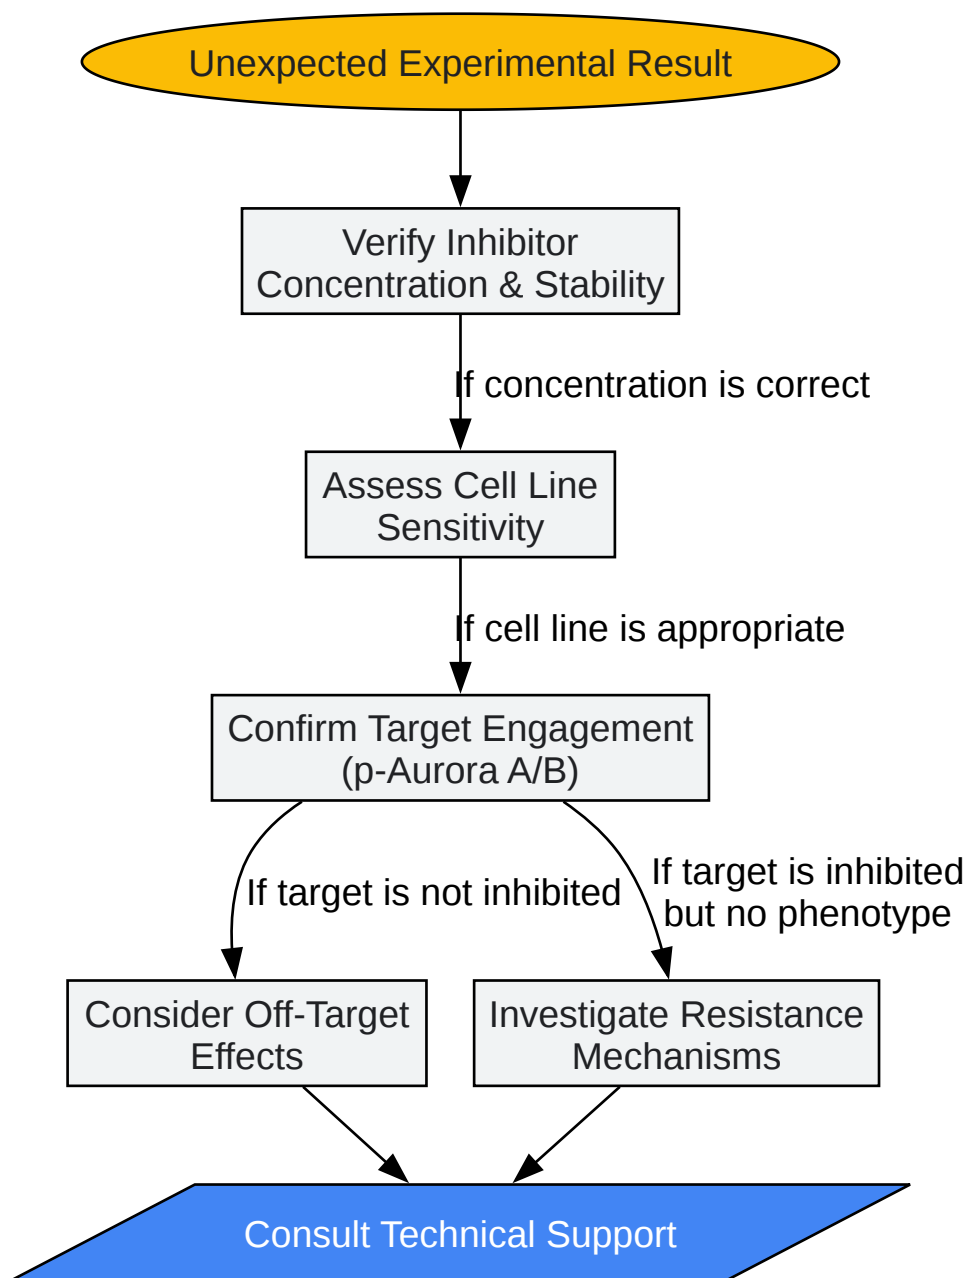 Unexpected Experimental Result
Verify Inhibitor
Concentration & Stability
If concentration is correct
Assess Cell Line
Sensitivity
If cell line is appropriate
Confirm Target Engagement
(p-Aurora A/B)
If target is not inhibited
If target is inhibited
but no phenotype
Consider Off-Target
Effects
Investigate Resistance
Mechanisms
Consult Technical Support